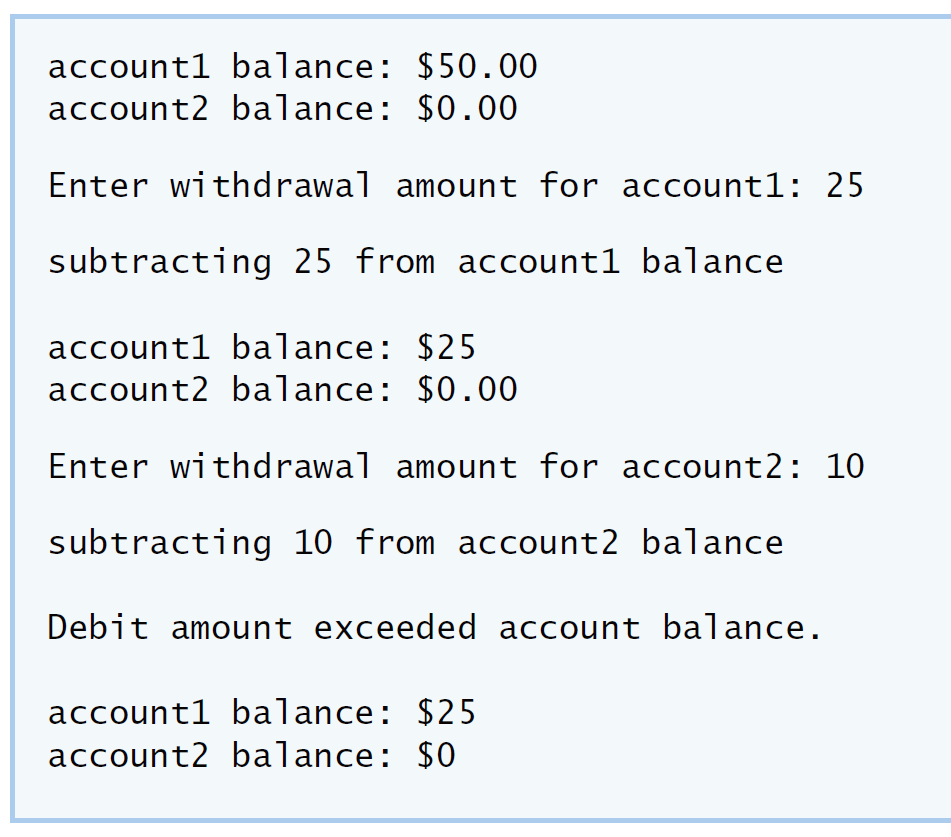 account1 balance: $50.00
account2 balance: $0.00
Enter withdrawal amount for account1: 25
subtracting 25 from account1 balance
account1 balance: $25
account2 balance: $0.00
Enter withdrawal amount for account2: 10
subtracting 10 from account2 balance
Debit amount exceeded account balance.
account1 balance: $25
account2 balance: $0